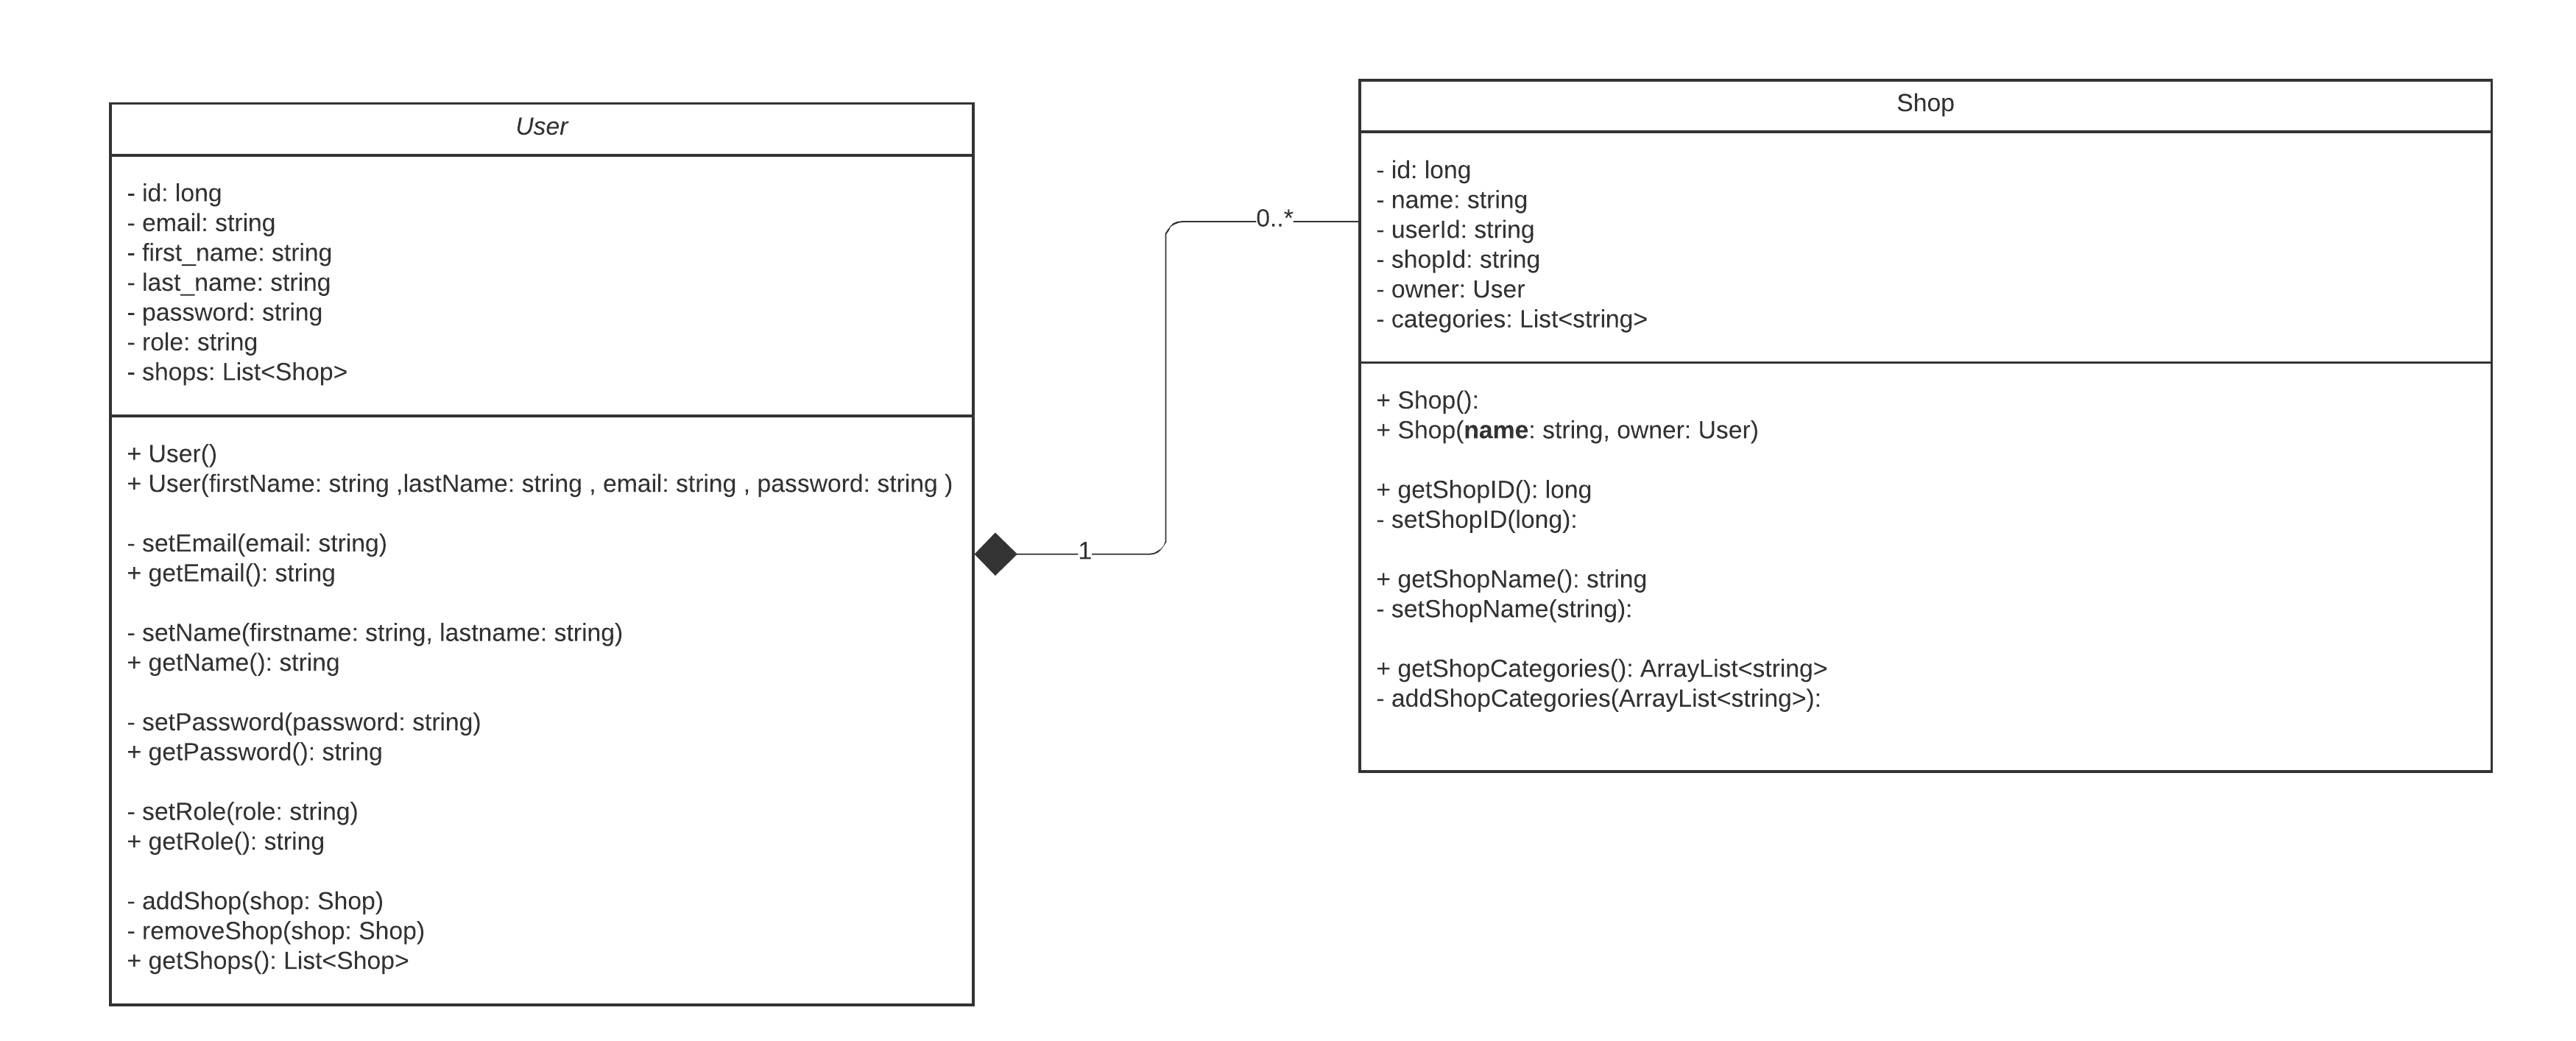 User
- id: long
- email: string
- first_name: string
- last_name: string
- password: string
- role: string
- shops: List<Shop>
+ User()
+ User(firstName: string ,lastName: string , email: string , password: string )
- setEmail(email: string)
+ getEmail(): string
- setName(firstname: string, lastname: string)
+ getName(): string
- setPassword(password: string)
+ getPassword(): string
- setRole(role: string)
+ getRole(): string
- addShop(shop: Shop)
- removeShop(shop: Shop)
+ getShops(): List<Shop>
1
0..*
Shop
- id: long
- name: string
- userId: string
- shopId: string
- owner: User
- categories: List<string>
+ Shop():
+ Shop(name: string, owner: User)
+ getShopID(): long
- setShopID(long):
+ getShopName(): string
- setShopName(string):
+ getShopCategories(): ArrayList<string>
- addShopCategories(ArrayList<string>):